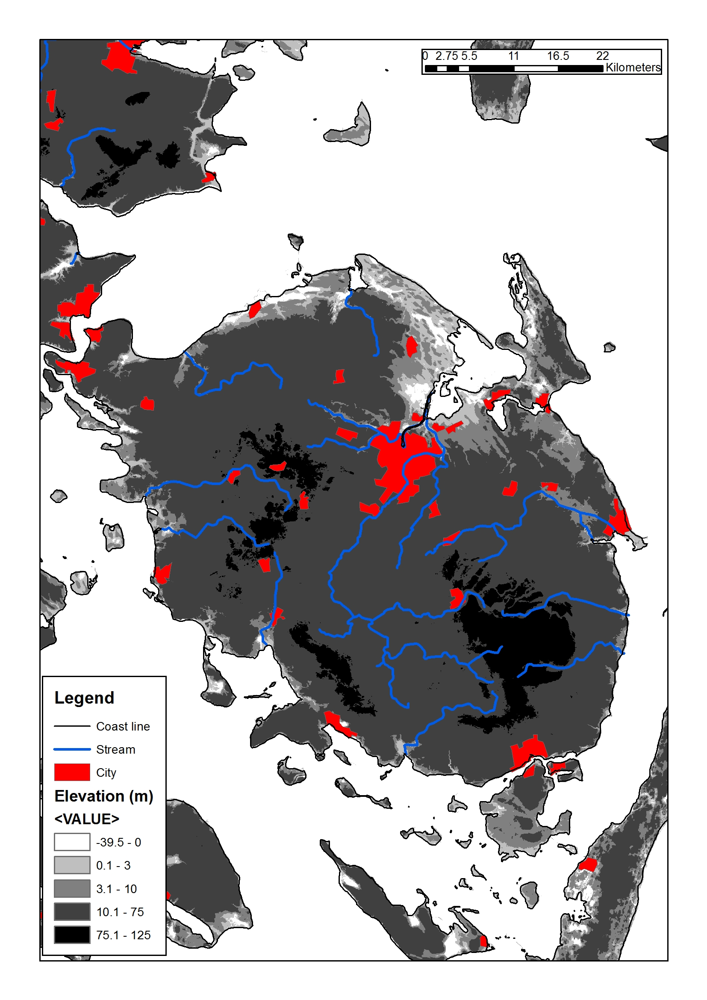 0 2.75 5.5 11 16.5 22
Kilometers
Legend
Coast line
Stream
City
Elevation (m)
<VALUE>
-39.5 - 0
0.1 - 3
3.1 - 10
10.1 - 75
75.1 - 125